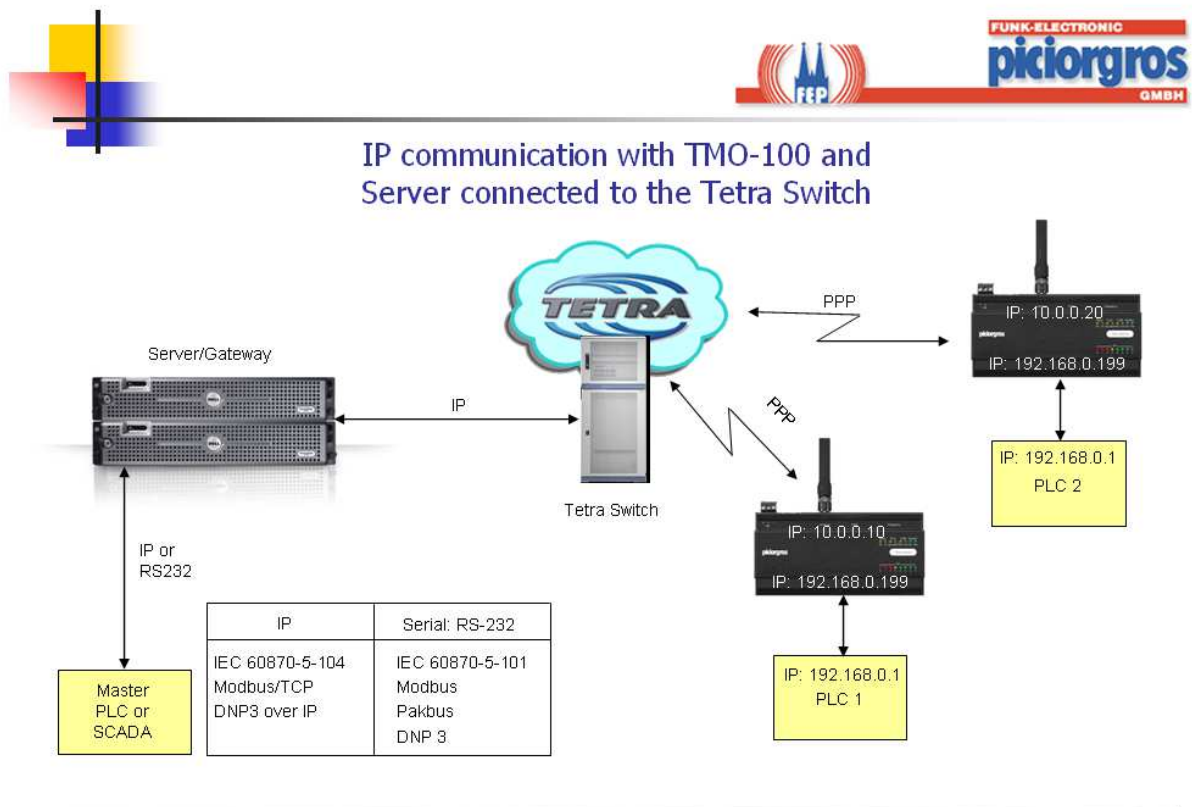 FUNK-ELECTRONIC
piciorgros
GMBH
FEP
IP communication with TMO-100 and
Server connected to the Tetra Switch
TETRA
PPP
IP: 10.0.0.20
piciorgros
IP: 192.168.0.199
Server/Gateway
DELL
DELL
IP
PPP
IP: 192.168.0.1
PLC 2
Tetra Switch
IP: 10.0.0.10
piciorgros
IP: 192.168.0.199
IP or
RS232
IP
Serial: RS-232
IEC 60870-5-104
IEC 60870-5-101
Modbus/TCP
Modbus
DNP3 over IP
Pakbus
DNP 3
Master
PLC or
SCADA
IP: 192.168.0.1
PLC 1